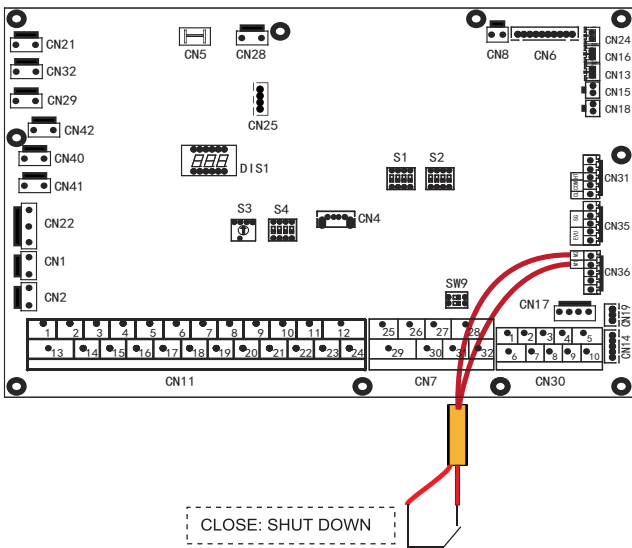 CN21
CN32
CN29
CN42
CN40
CN41
CN22
CN1
CN2
CN5
CN28
CN25
DIS1
S3
S4
CN4
S1
S2
CN8
CN6
CN24
CN16
CN13
CN15
CN18
CN31
CN35
SG
EVU
CN36
M1 M2
SW9
CN17
CN19
CN14
1 2 3 4 5 6 7 8 9 10 11 12
13 14 15 16 17 18 19 20 21 22 23 24
CN11
25 26 27 28
29 30 31 32
CN7
1 2 3 4 5
6 7 8 9 10
CN30
CLOSE: SHUT DOWN